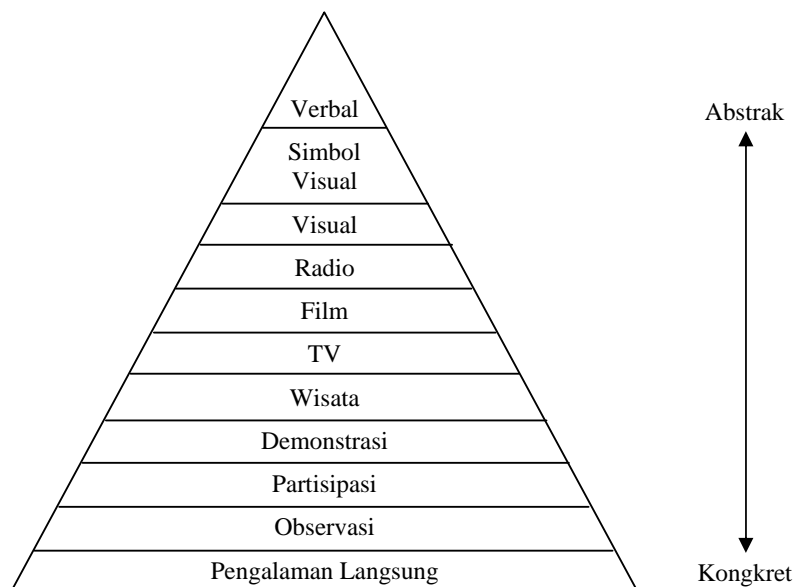 Verbal
Abstrak
Simbol
Visual
Visual
Radio
Film
TV
Wisata
Demonstrasi
Partisipasi
Observasi
Pengalaman Langsung
Kongkret